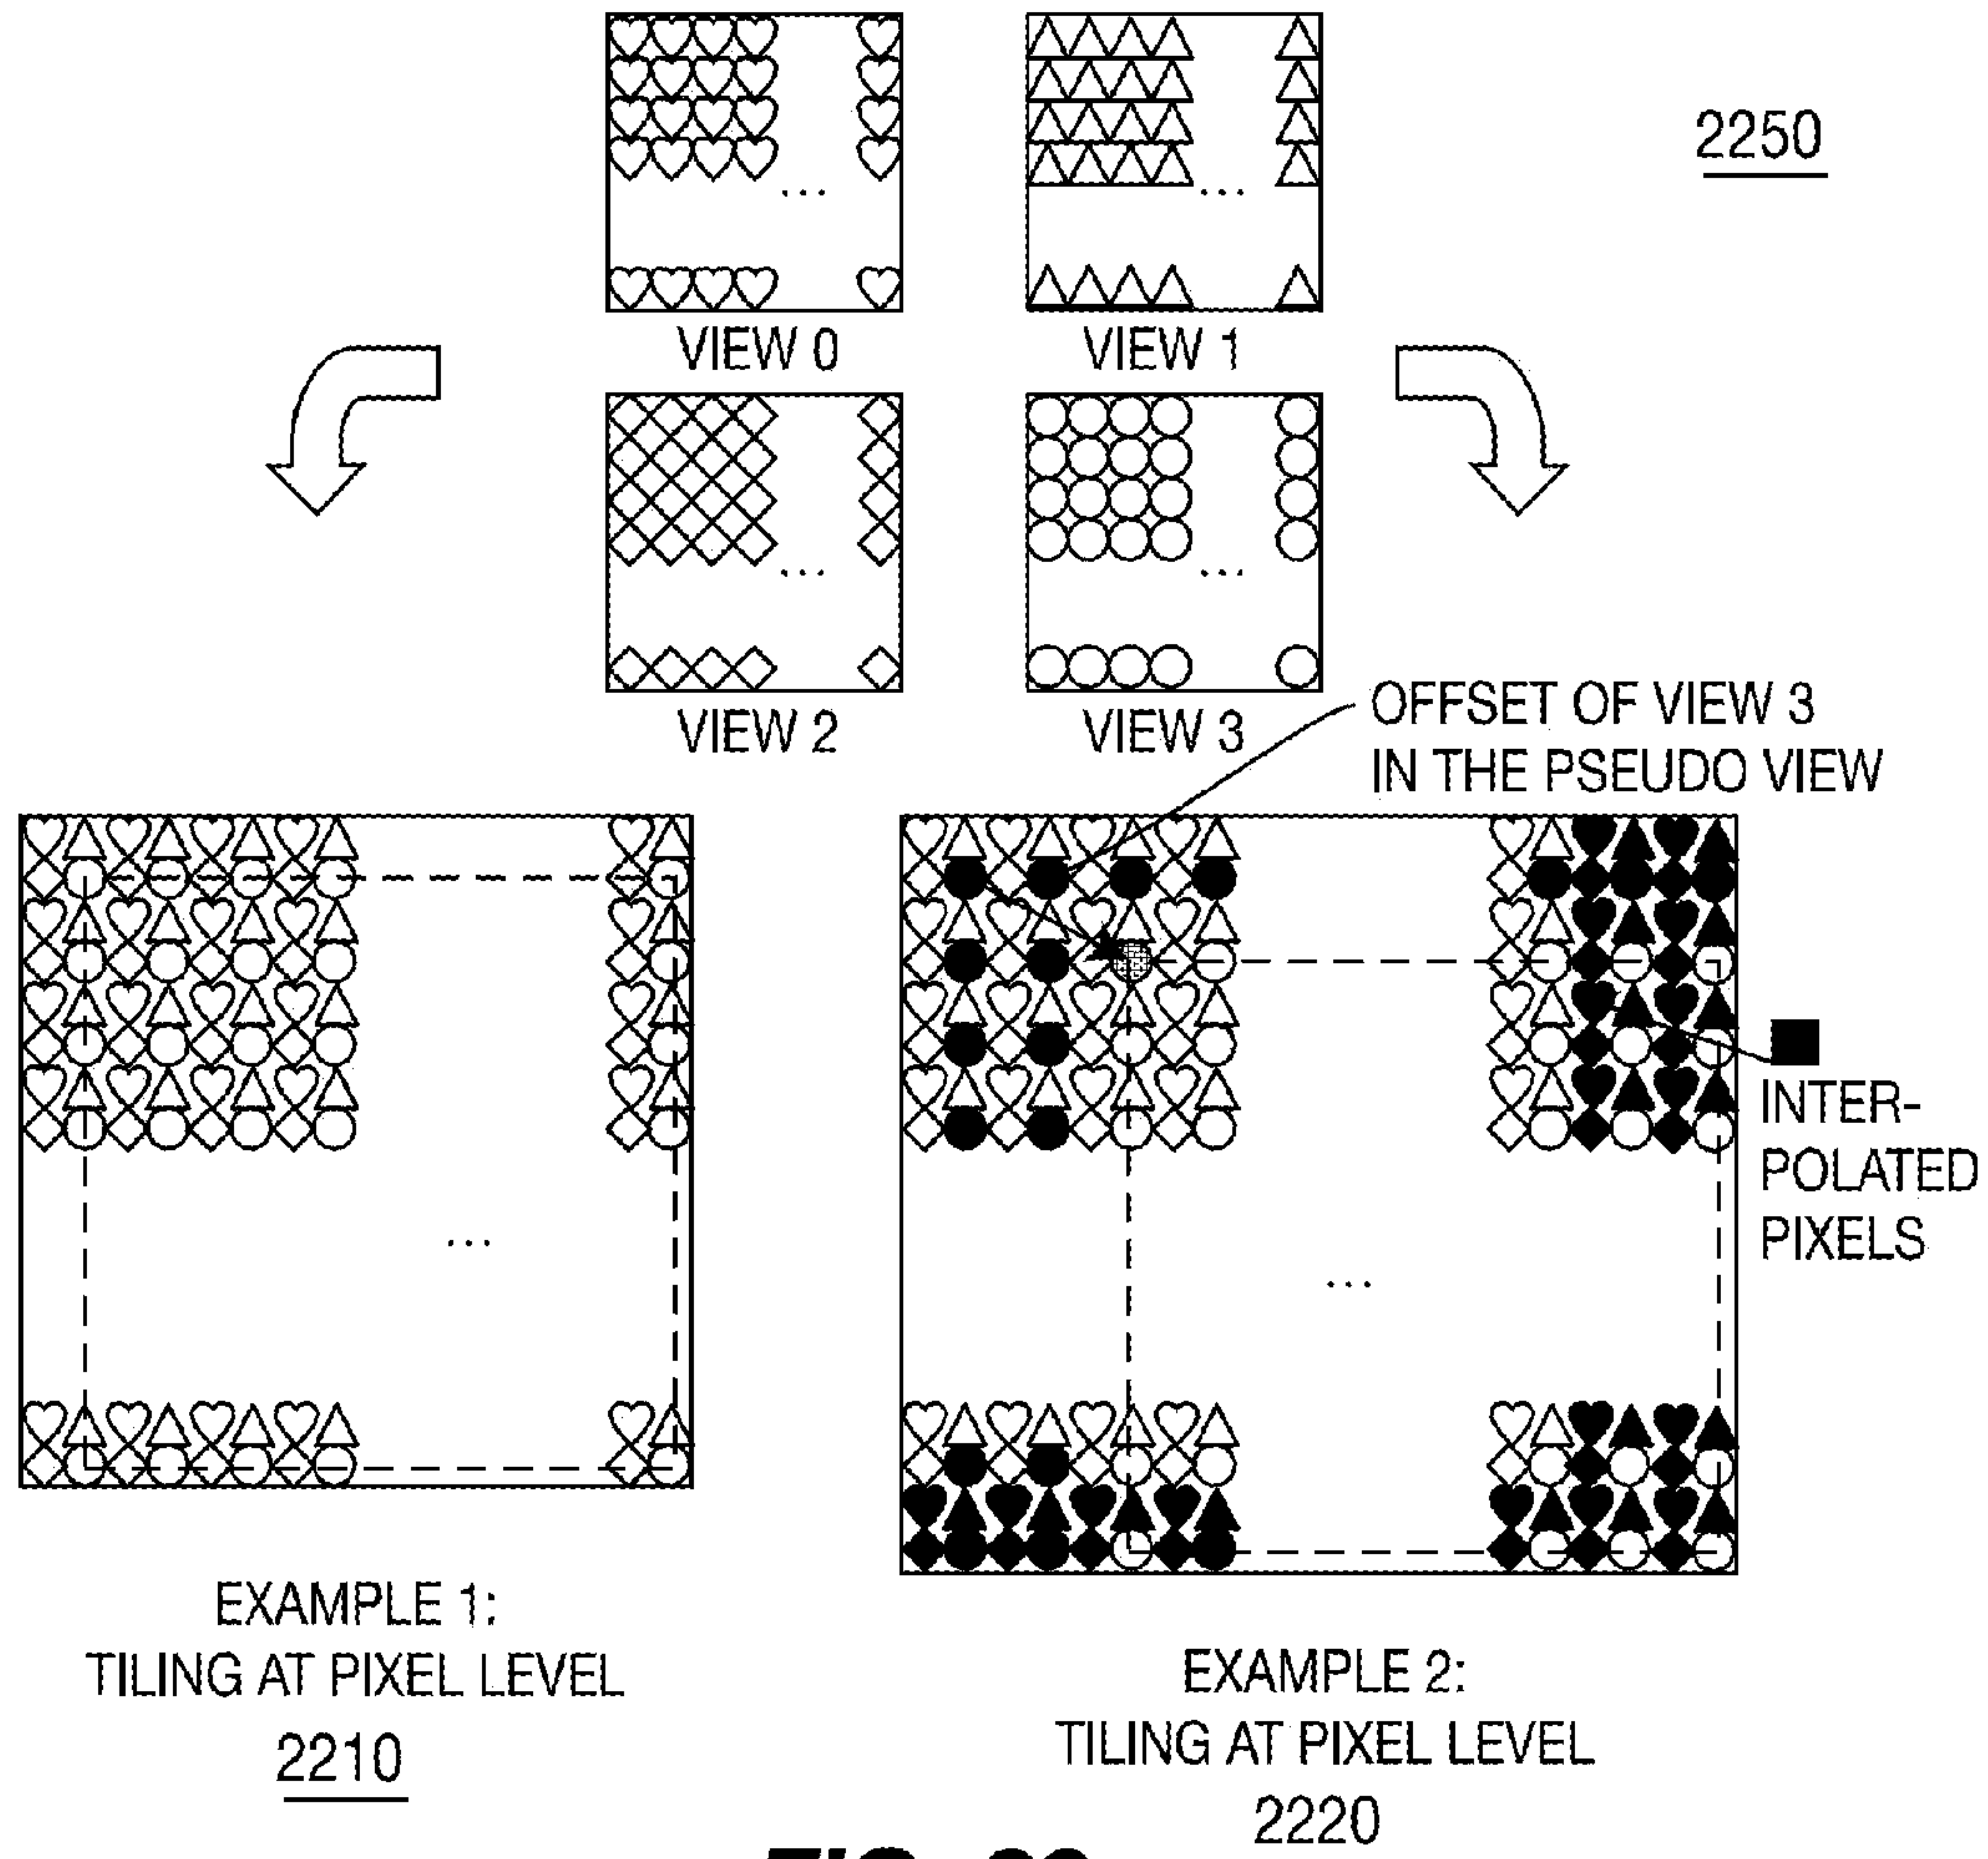 2250
VIEW 0
VIEW 1
...
...
VIEW 2
VIEW 3
...
...
OFFSET OF VIEW 3
IN THE PSEUDO VIEW
INTER-
POLATED
PIXELS
...
...
EXAMPLE 1:
TILING AT PIXEL LEVEL
2210
EXAMPLE 2:
TILING AT PIXEL LEVEL
2220